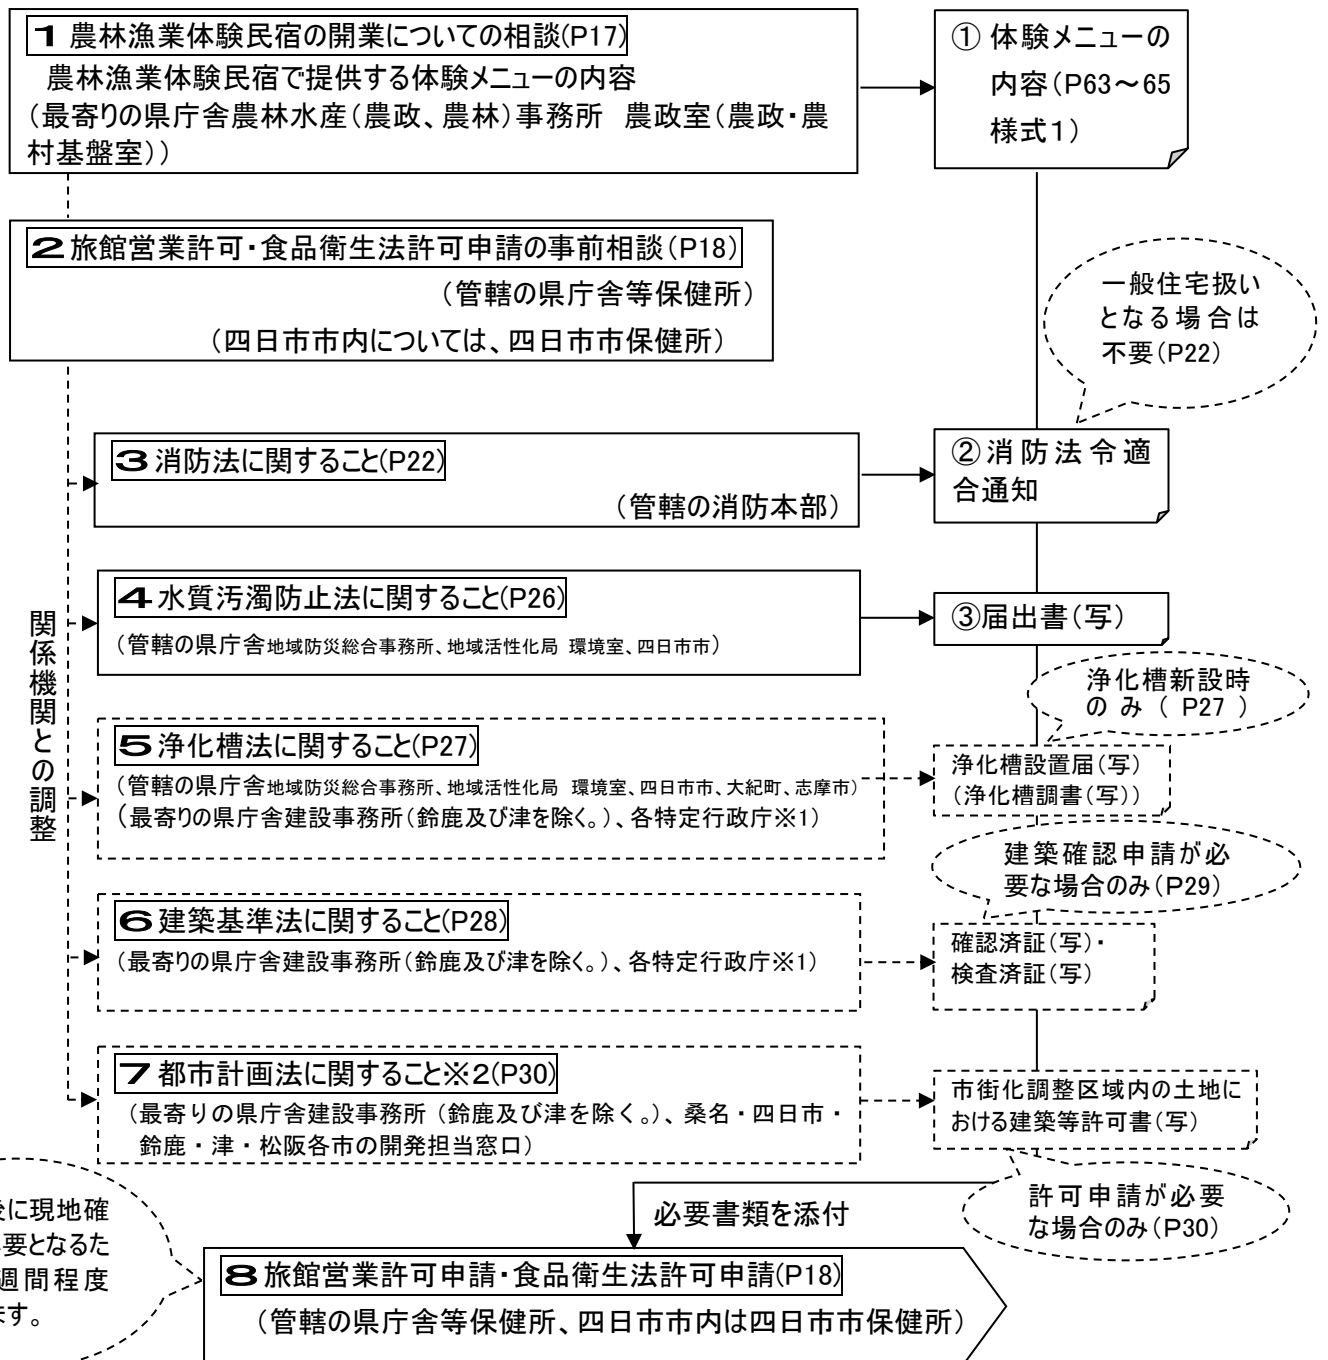 1 農林漁業体験民宿の開業についての相談(P17)
農林漁業体験民宿で提供する体験メニューの内容
(最寄りの県庁舎農林水産(農政、農林)事務所　農政室(農政・農
村基盤室))
① 体験メニューの
内容(P63～65
様式1)
2 旅館営業許可・食品衛生法許可申請の事前相談(P18)
(管轄の県庁舎等保健所)
(四日市市内については、四日市市保健所)
一般住宅扱い
となる場合は
不要(P22)
3 消防法に関すること(P22)
(管轄の消防本部)
②消防法令適
合通知
関係機関との調整
4 水質汚濁防止法に関すること(P26)
(管轄の県庁舎地域防災総合事務所、地域活性化局 環境室、四日市市)
③届出書(写)
浄化槽新設時
のみ( P27 )
5 浄化槽法に関すること(P27)
(管轄の県庁舎地域防災総合事務所、地域活性化局 環境室、四日市市、大紀町、志摩市)
(最寄りの県庁舎建設事務所(鈴鹿及び津を除く。)、各特定行政庁※1)
浄化槽設置届(写)
(浄化槽調書(写))
建築確認申請が必
要な場合のみ(P29)
6 建築基準法に関すること(P28)
(最寄りの県庁舎建設事務所(鈴鹿及び津を除く。)、各特定行政庁※1)
確認済証(写)・
検査済証(写)
7 都市計画法に関すること※2(P30)
(最寄りの県庁舎建設事務所 (鈴鹿及び津を除く。)、桑名・四日市・
鈴鹿・津・松阪各市の開発担当窓口)
市街化調整区域内の土地に
おける建築等許可書(写)
許可申請が必要
な場合のみ(P30)
必要書類を添付
後に現地確
要となるた
週間程度
ます。
8 旅館営業許可申請・食品衛生法許可申請(P18)
(管轄の県庁舎等保健所、四日市市内は四日市市保健所)